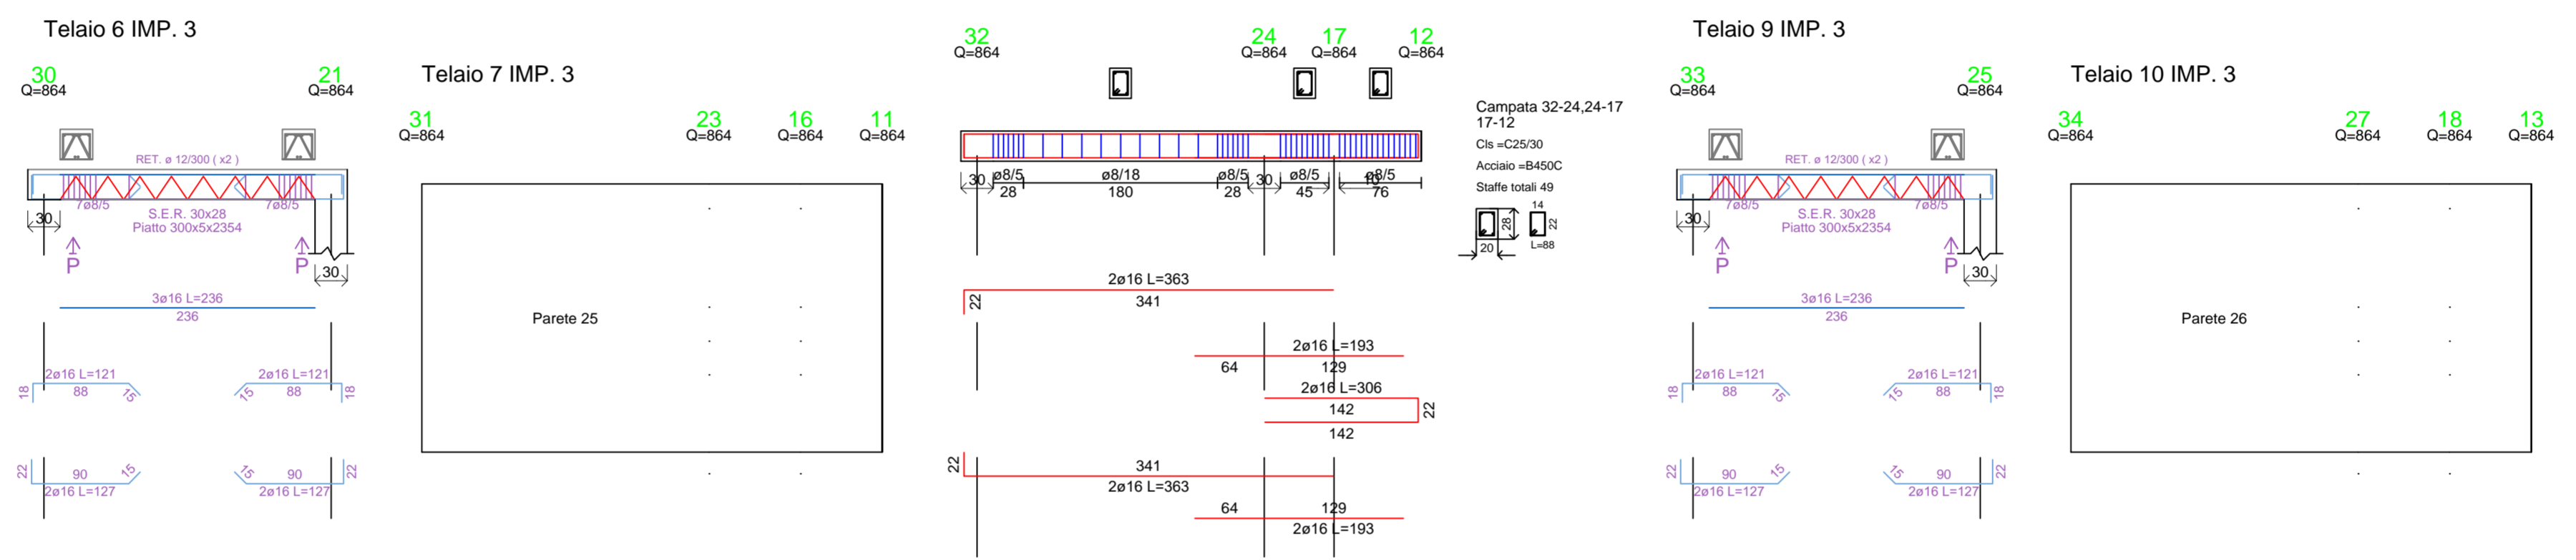 Telaio 6 IMP. 3
30
Q=864
21
Q=864
RET. ø 12/300 ( x2 )
7ø8/5
7ø8/5
S.E.R. 30x28
Piatto 300x5x2354
30
P
P
30
3ø16 L=236
236
2ø16 L=121
2ø16 L=121
18
88
15
15
88
18
22
90
15
15
90
22
2ø16 L=127
2ø16 L=127
Telaio 7 IMP. 3
31
Q=864
23
Q=864
16
Q=864
11
Q=864
Parete 25
32
Q=864
24
Q=864
17
Q=864
12
Q=864
30
ø8/5
28
ø8/18
180
ø8/5
28
30
ø8/5
45
10
ø8/5
76
2ø16 L=363
22
341
2ø16 L=193
64
129
2ø16 L=306
142
22
142
22
341
2ø16 L=363
64
129
2ø16 L=193
Campata 32-24,24-17
17-12
Cls =C25/30
Acciaio =B450C
Staffe totali 49
28
20
14
22
L=88
Telaio 9 IMP. 3
33
Q=864
25
Q=864
RET. ø 12/300 ( x2 )
7ø8/5
7ø8/5
S.E.R. 30x28
Piatto 300x5x2354
30
P
P
30
3ø16 L=236
236
2ø16 L=121
2ø16 L=121
18
88
15
15
88
18
22
90
15
15
90
22
2ø16 L=127
2ø16 L=127
Telaio 10 IMP. 3
34
Q=864
27
Q=864
18
Q=864
13
Q=864
Parete 26